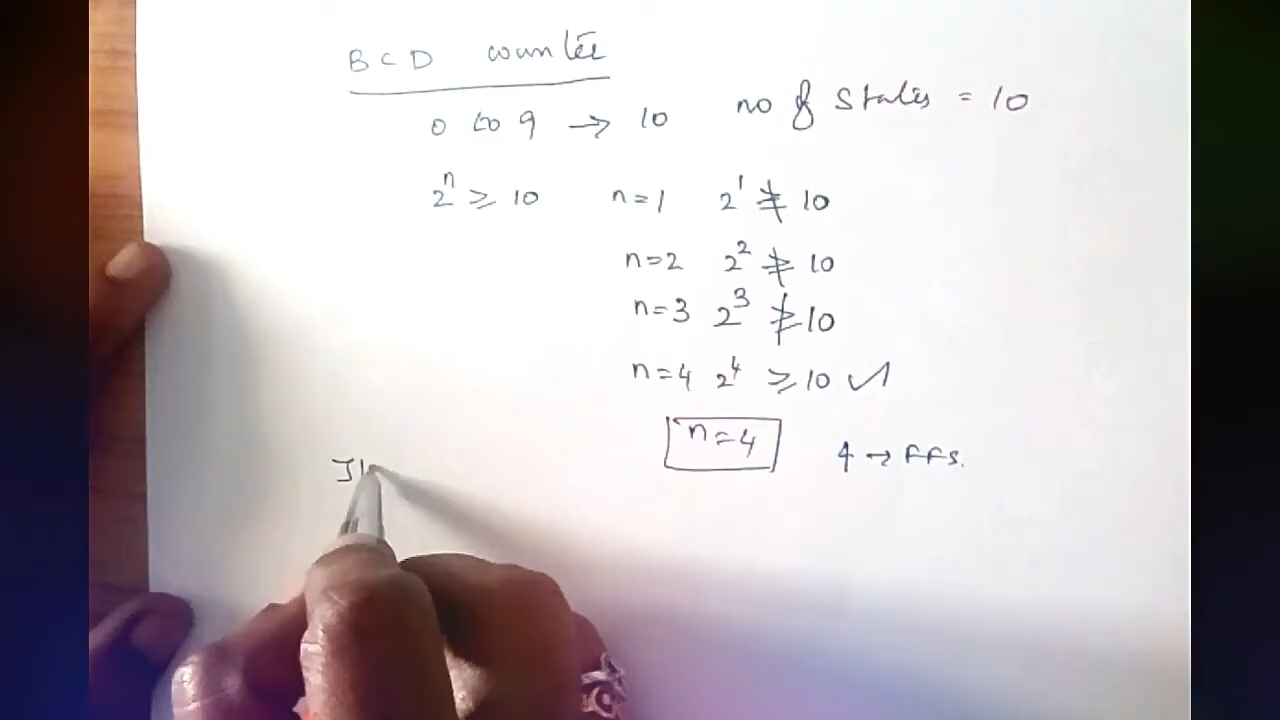 BCD counter
0 to 9 → 10 no of states = 10
2ⁿ ≥ 10 n=1 2¹ ≱ 10
n=2 2² ≱ 10
n=3 2³ ≱ 10
n=4 2⁴ ≥ 10 ✓
n=4
4 → FFS.